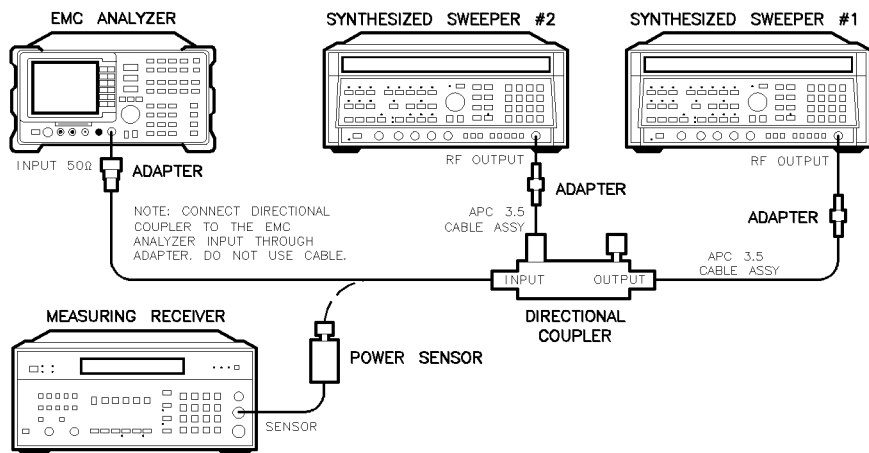 EMC ANALYZER
SYNTHESIZED SWEEPER #2
SYNTHESIZED SWEEPER #1
INPUT 50Ω
ADAPTER
RF OUTPUT
RF OUTPUT
ADAPTER
ADAPTER
NOTE: CONNECT DIRECTIONAL
COUPLER TO THE EMC
ANALYZER INPUT THROUGH
ADAPTER. DO NOT USE CABLE.
APC 3.5
CABLE ASSY
APC 3.5
CABLE ASSY
INPUT
OUTPUT
DIRECTIONAL
COUPLER
MEASURING RECEIVER
POWER SENSOR
SENSOR